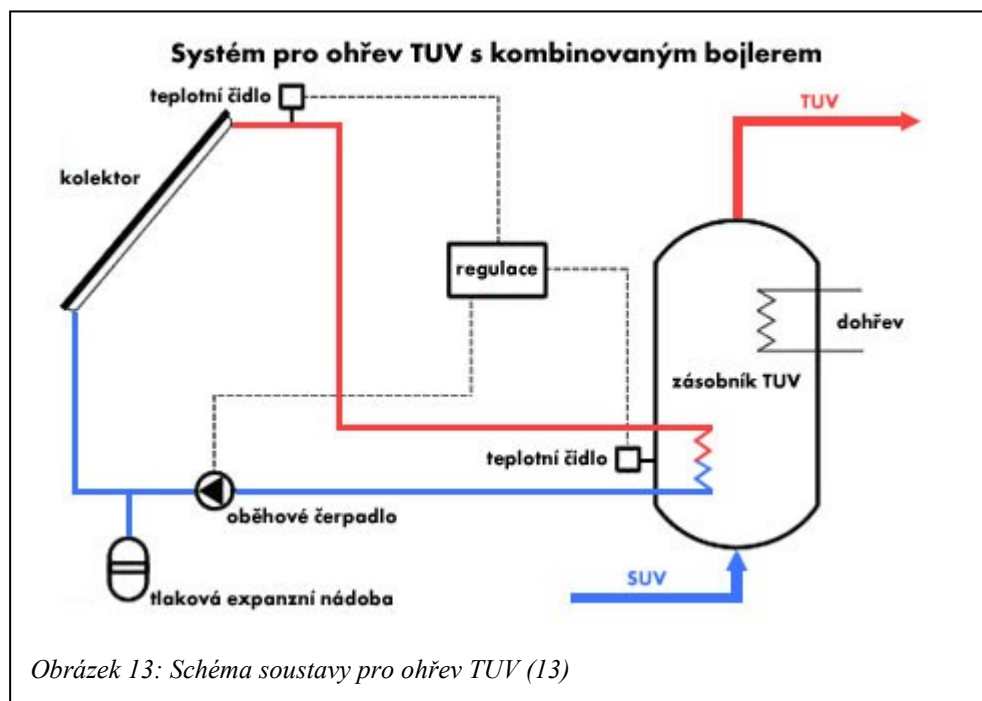 Systém pro ohřev TUV s kombinovaným bojlerem
teplotní čidlo
TUV
kolektor
regulace
dohřev
zásobník TUV
teplotní čidlo
oběhové čerpadlo
SUV
tlaková expanzní nádoba
Obrázek 13: Schéma soustavy pro ohřev TUV (13)